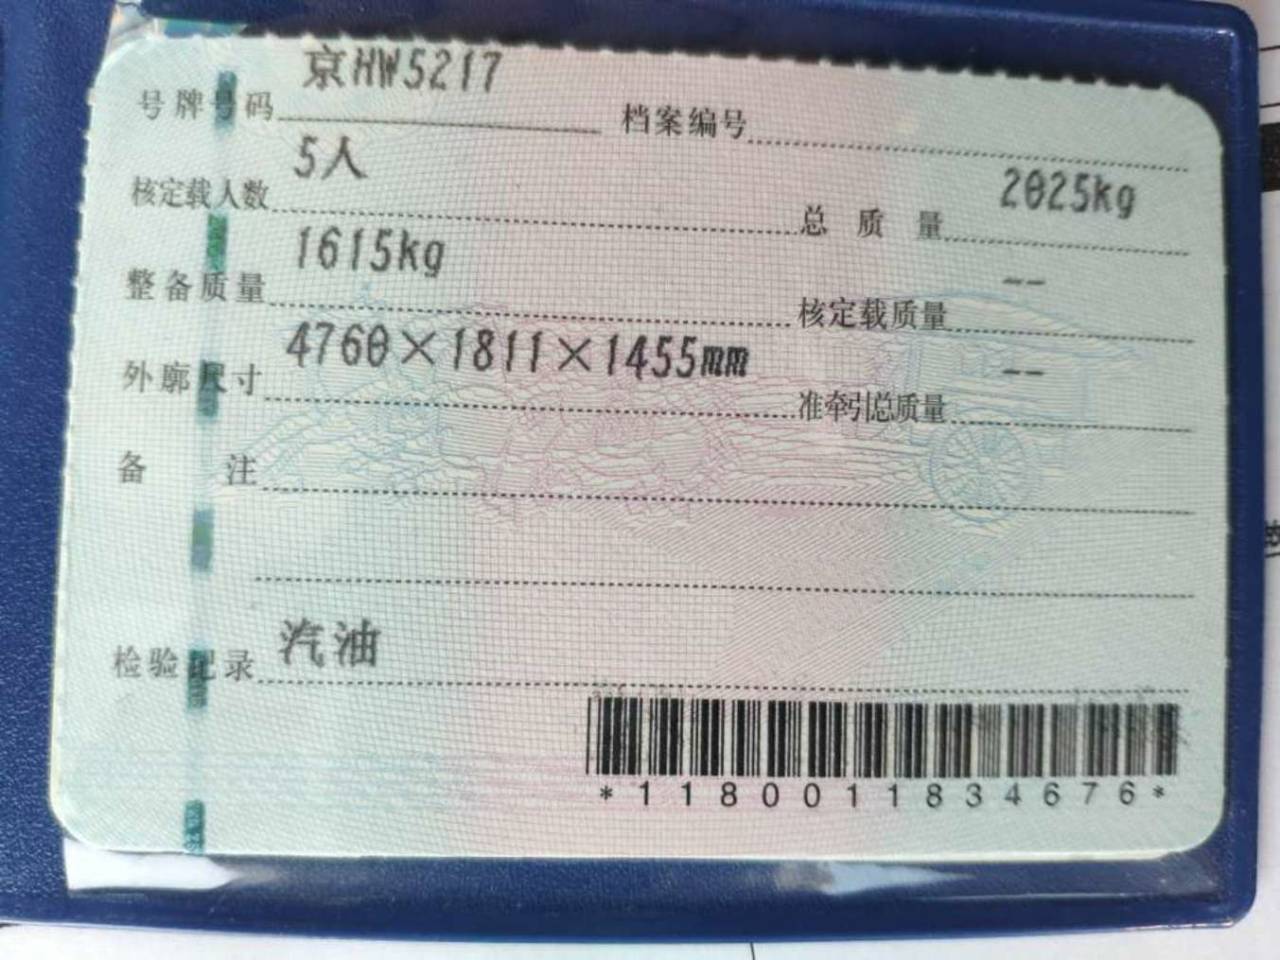 号牌号码 京HW5217 档案编号
核定载人数 5人 总质量 2025kg
整备质量 1615kg 核定载质量 --
外廓尺寸 4760×1811×1455mm 准牵引总质量 --
备注
检验记录 汽油
*1180011834676*